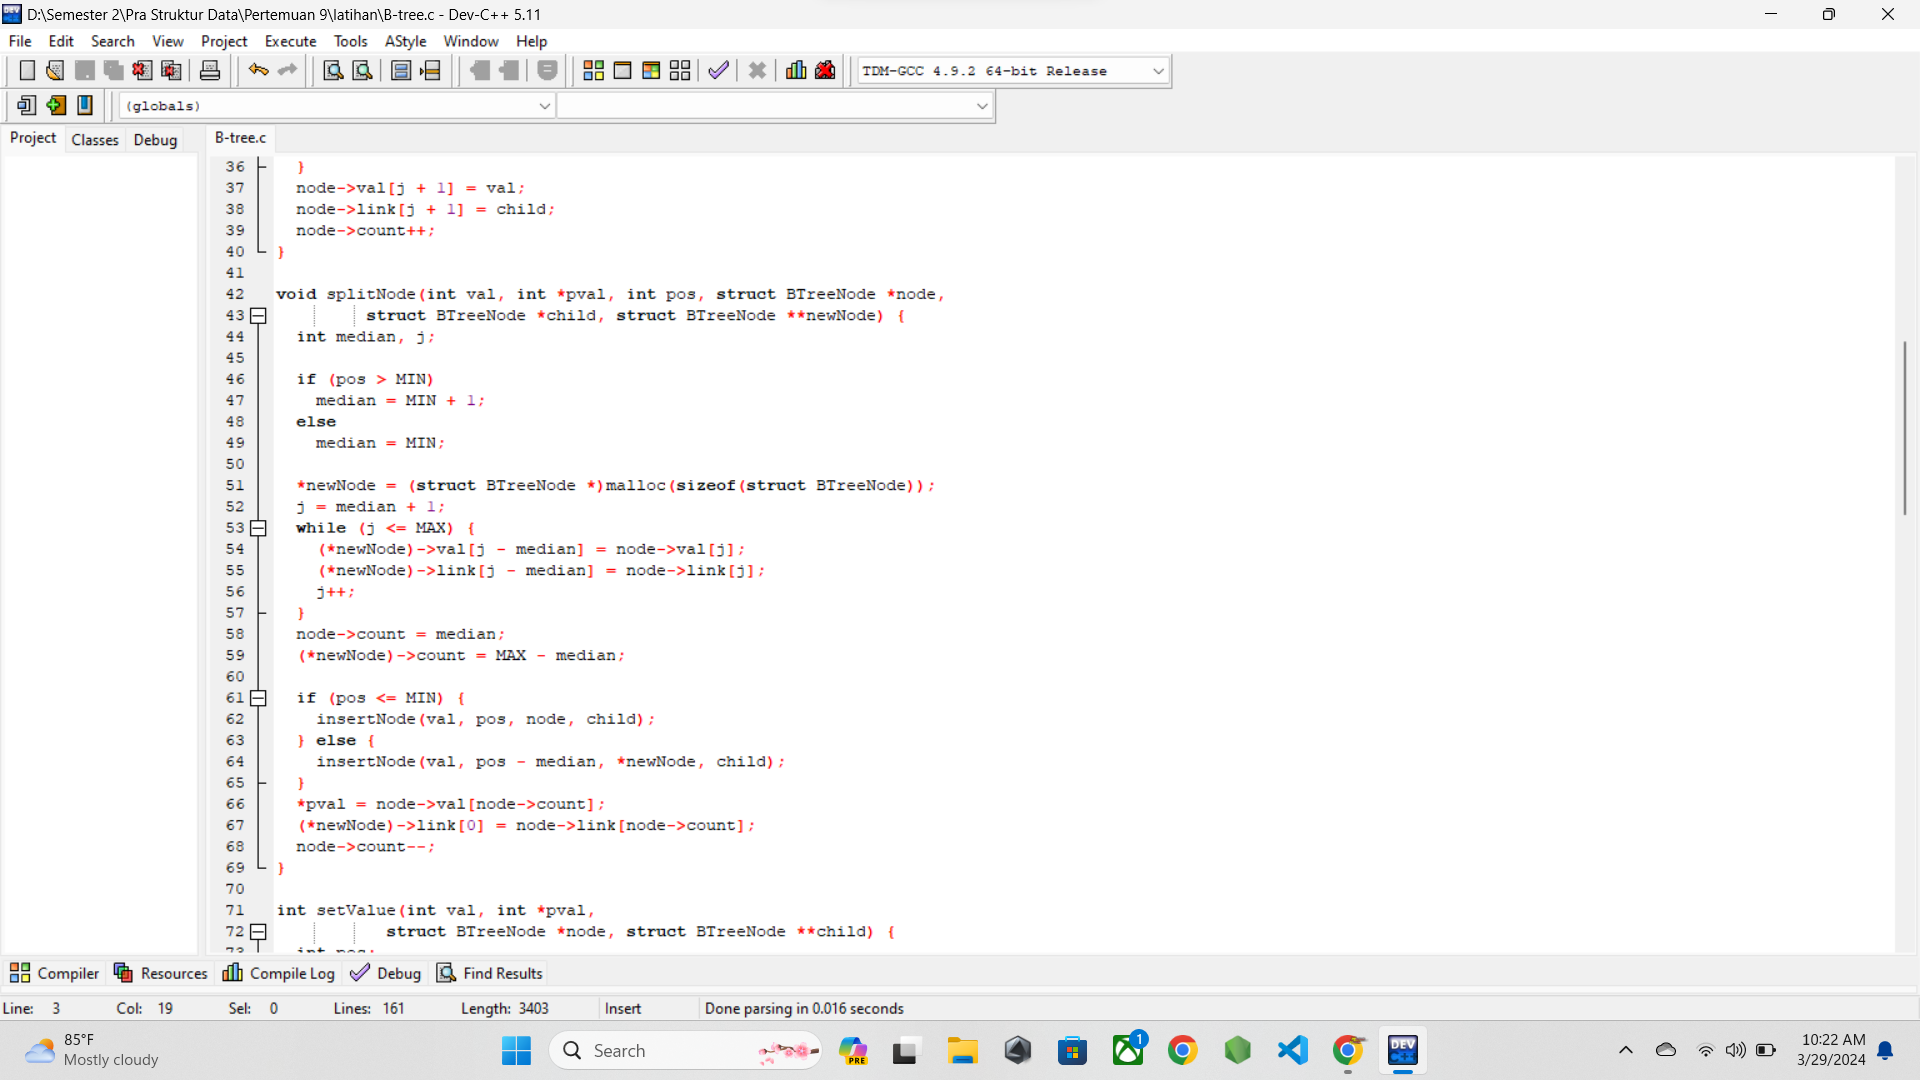 D:\Semester 2\Pra Struktur Data\Pertemuan 9\latihan\B-tree.c - Dev-C++ 5.11
File Edit Search View Project Execute Tools AStyle Window Help
TDM-GCC 4.9.2 64-bit Release
(globals)
Project Classes Debug B-tree.c
36 }
37 node->val[j + 1] = val;
38 node->link[j + 1] = child;
39 node->count++;
40 }
41
42 void splitNode(int val, int *pval, int pos, struct BTreeNode *node,
43 struct BTreeNode *child, struct BTreeNode **newNode) {
44 int median, j;
45
46 if (pos > MIN)
47 median = MIN + 1;
48 else
49 median = MIN;
50
51 *newNode = (struct BTreeNode *)malloc(sizeof(struct BTreeNode));
52 j = median + 1;
53 while (j <= MAX) {
54 (*newNode)->val[j - median] = node->val[j];
55 (*newNode)->link[j - median] = node->link[j];
56 j++;
57 }
58 node->count = median;
59 (*newNode)->count = MAX - median;
60
61 if (pos <= MIN) {
62 insertNode(val, pos, node, child);
63 } else {
64 insertNode(val, pos - median, *newNode, child);
65 }
66 *pval = node->val[node->count];
67 (*newNode)->link[0] = node->link[node->count];
68 node->count--;
69 }
70
71 int setValue(int val, int *pval,
72 struct BTreeNode *node, struct BTreeNode **child) {
73 int pos;
Compiler Resources Compile Log Debug Find Results
Line: 3 Col: 19 Sel: 0 Lines: 161 Length: 3403 Insert Done parsing in 0.016 seconds
85°F
Mostly cloudy
Search
PRE
1
DEV
C++
10:22 AM
3/29/2024